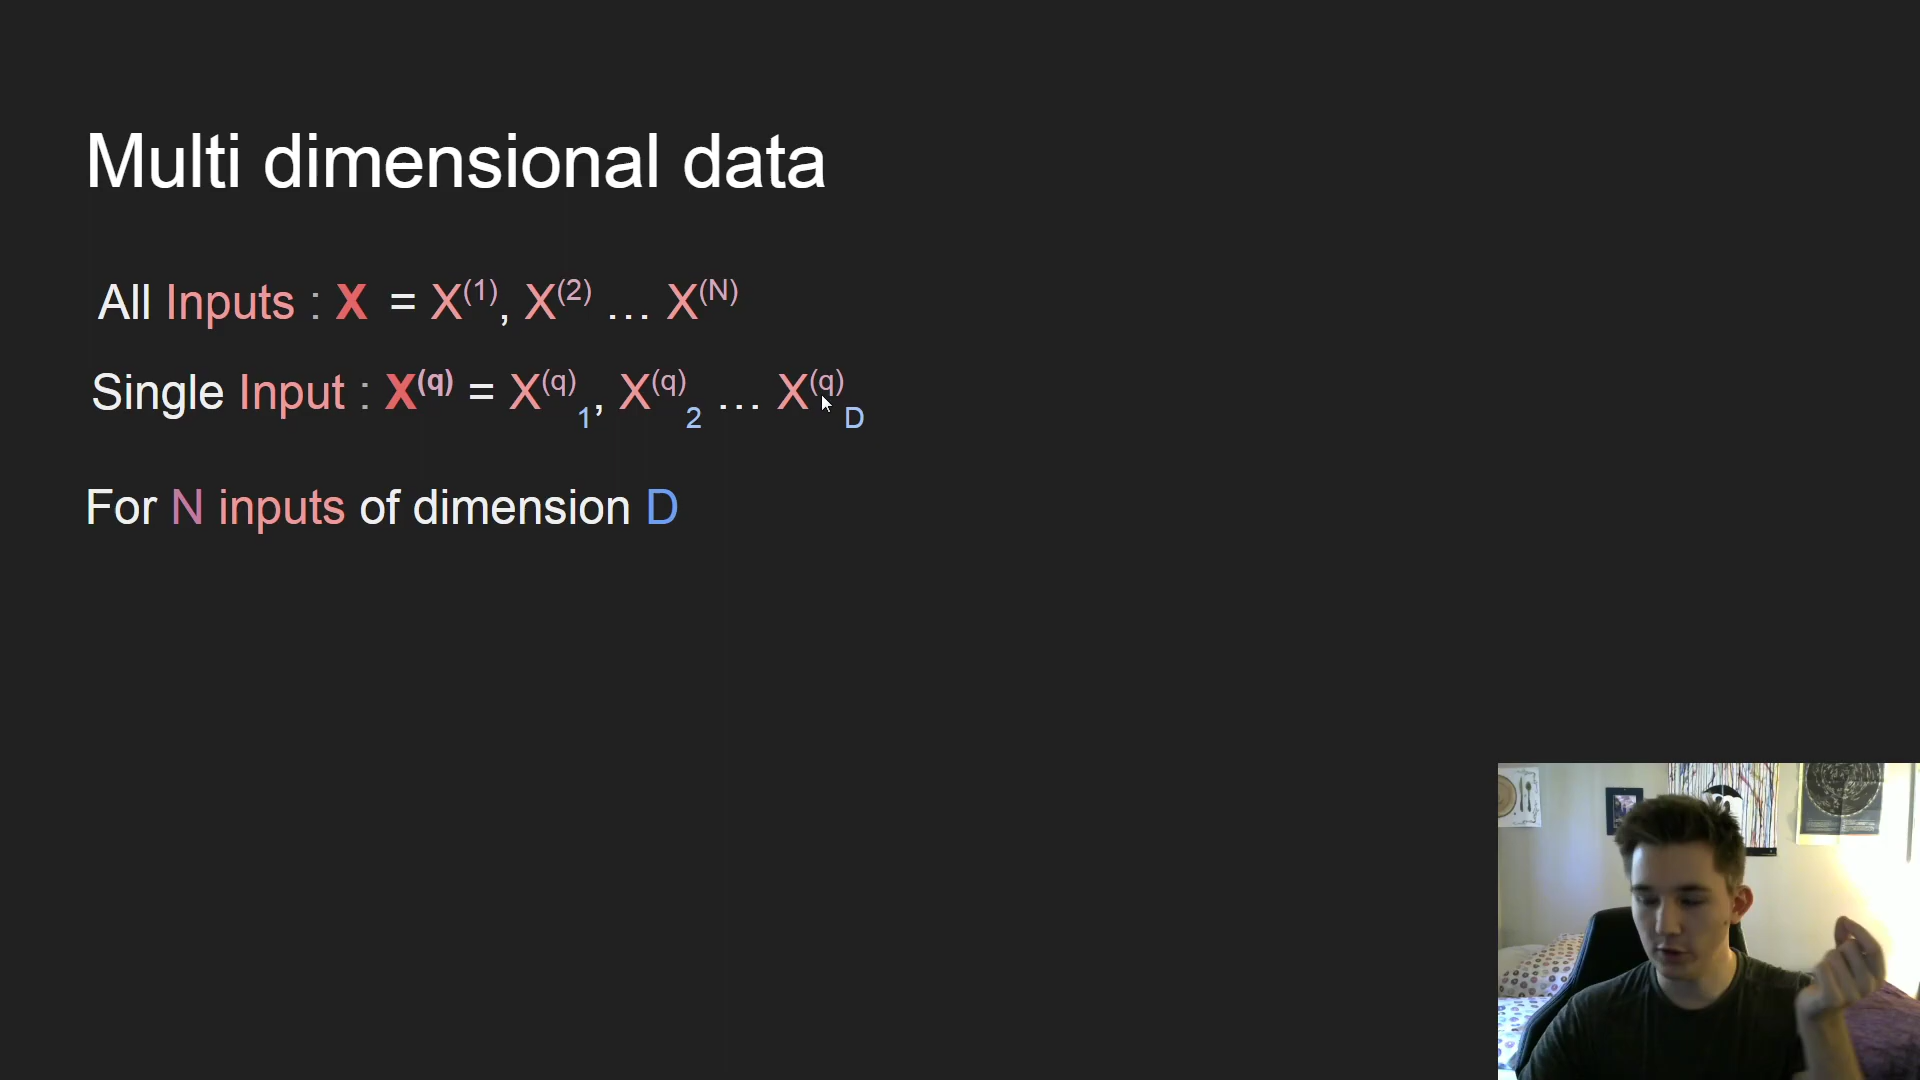 Multi dimensional data
All Inputs : X = X⁽¹⁾, X⁽²⁾ … X⁽ᴺ⁾
Single Input : X^(q) = X^(q)₁, X^(q)₂ … X^(q)_D
For N inputs of dimension D